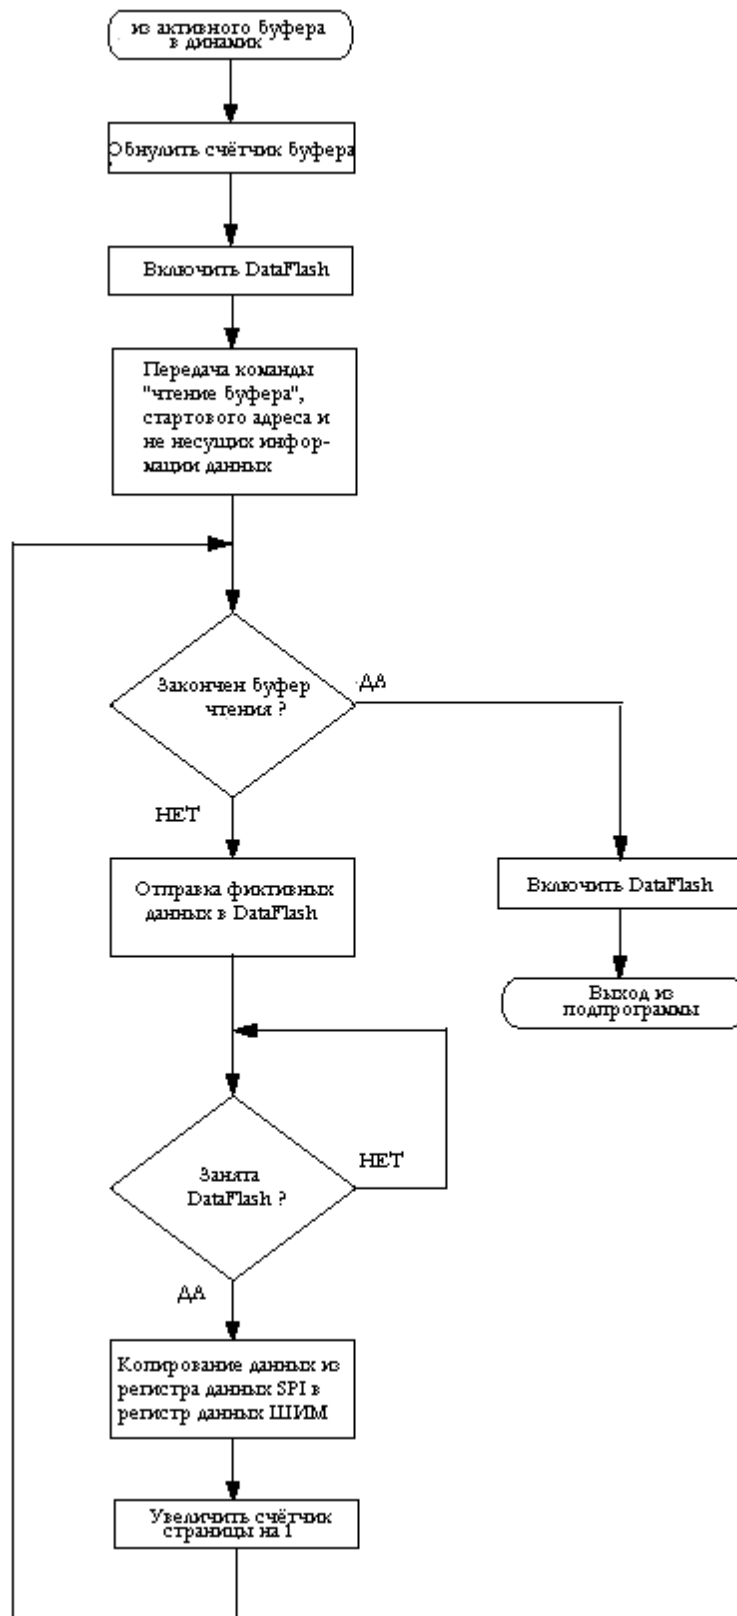 из активного буфера
в динамик
Обнулить счётчик буфера
Включить DataFlash
Передача команды
"чтение буфера",
стартового адреса и
не несущих инфор-
мации данных
Закончен буфер
чтения ?
ДА
НЕТ
Отправка фиктивных
данных в DataFlash
Включить DataFlash
Выход из
подпрограммы
Занята
DataFlash ?
НЕТ
ДА
Копирование данных из
регистра данных SPI в
регистр данных ШИМ
Увеличить счётчик
страницы на 1